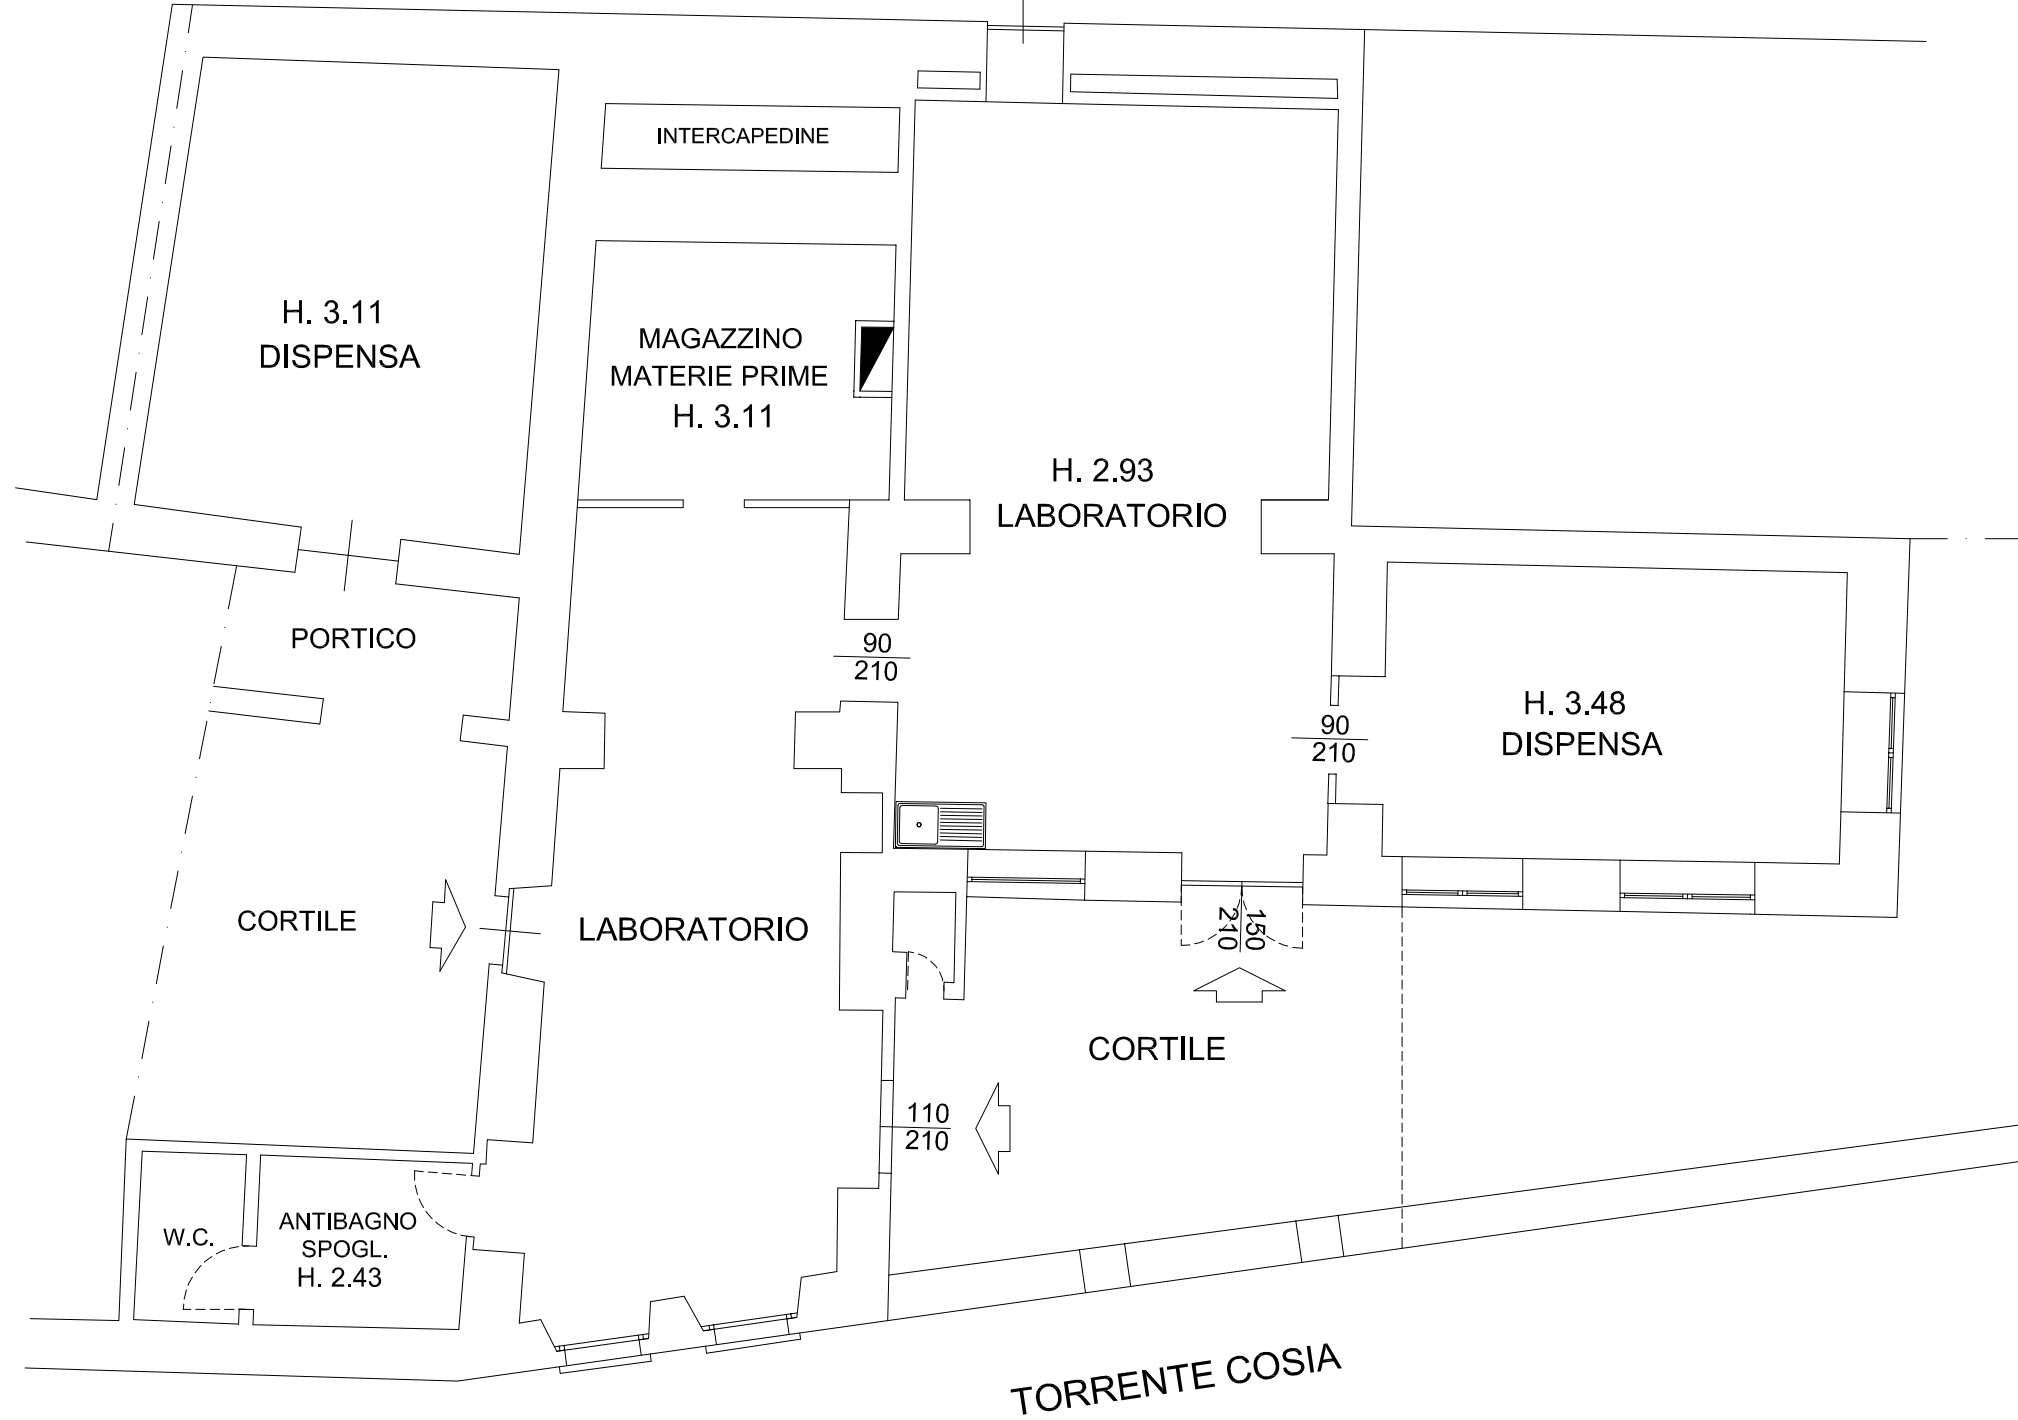 INTERCAPEDINE
H. 3.11
DISPENSA
MAGAZZINO
MATERIE PRIME
H. 3.11
H. 2.93
LABORATORIO
PORTICO
90
210
H. 3.48
DISPENSA
90
210
CORTILE
LABORATORIO
150
210
CORTILE
110
210
W.C.
ANTIBAGNO
SPOGL.
H. 2.43
TORRENTE COSIA